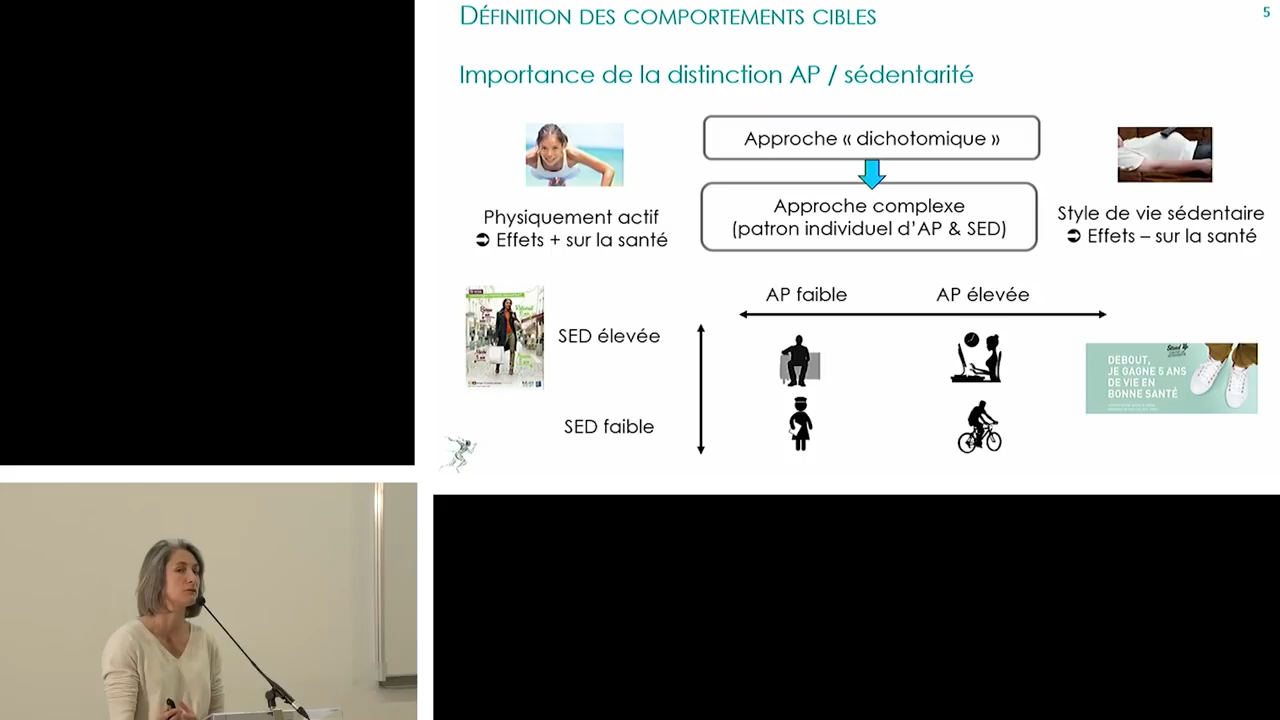 DÉFINITION DES COMPORTEMENTS CIBLES
5
Importance de la distinction AP / sédentarité
Approche « dichotomique »
Approche complexe
(patron individuel d'AP & SED)
Physiquement actif
➲ Effets + sur la santé
Style de vie sédentaire
➲ Effets – sur la santé
AP faible
AP élevée
SED élevée
SED faible
Stand Up
DEBOUT,
JE GAGNE 5 ANS
DE VIE EN
BONNE SANTÉ